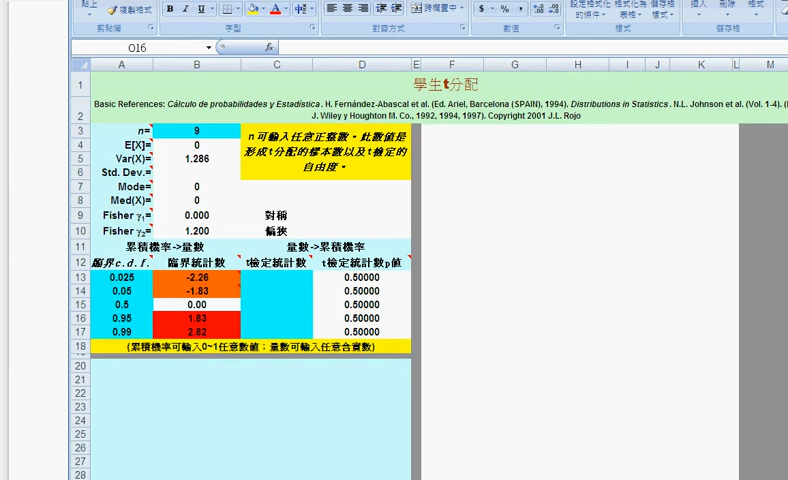 貼上 複製格式 B I U 中 跨欄置中 $ % , 設定格式化的條件 格式化為表格 儲存格樣式 插入 刪除 格式
剪貼簿 字型 對齊方式 數值 樣式 儲存格
O16 fx
A B C D E F G H I J K L M
1 學生t分配
Basic References: Cálculo de probabilidades y Estadística. H. Fernández-Abascal et al. (Ed. Ariel, Barcelona (SPAIN), 1994). Distributions in Statistics. N.L. Johnson et al. (Vol. 1-4). (
2 J. Wiley y Houghton M. Co., 1992, 1994, 1997). Copyright 2001 J.L. Rojo
3 n= 9
n可輸入任意正整數。此數值是
形成t分配的樣本數以及t檢定的
自由度。
4 E[X]= 0
5 Var(X)= 1.286
6 Std. Dev.=
7 Mode= 0
8 Med(X)= 0
9 Fisher γ1= 0.000 對稱
10 Fisher γ2= 1.200 偏狹
11 累積機率->量數 量數->累積機率
12 臨界c.d.f. 臨界統計數 t檢定統計數 t檢定統計數p值
13 0.025 -2.26 0.50000
14 0.05 -1.83 0.50000
15 0.5 0.00 0.50000
16 0.95 1.83 0.50000
17 0.99 2.82 0.50000
18 (累積機率可輸入0~1任意數值；量數可輸入任意合實數)
20
21
22
23
24
25
26
27
28